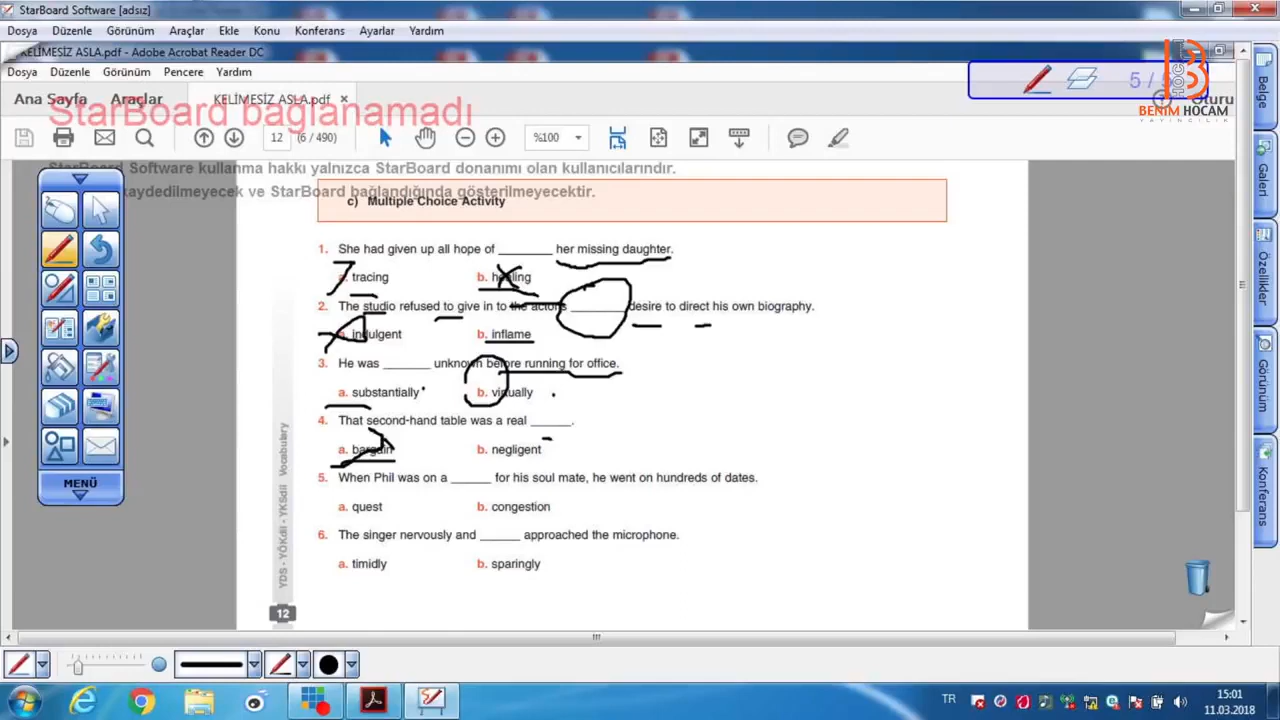 StarBoard Software [adsız]
Dosya Düzenle Görünüm Araçlar Ekle Konu Konferans Ayarlar Yardım
KELİMESİZ ASLA.pdf - Adobe Acrobat Reader DC
Dosya Düzenle Görünüm Pencere Yardım
Ana Sayfa Araçlar KELİMESİZ ASLA.pdf Oturu
StarBoard bağlanamadı
5 / 5
BENİM HOCAM
YAYINCILIK
12 (6 / 490) %100
StarBoard Software kullanma hakkı yalnızca StarBoard donanımı olan kullanıcılarındır.
kaydedilmeyecek ve StarBoard bağlandığında gösterilmeyecektir.
c) Multiple Choice Activity
1. She had given up all hope of _______ her missing daughter.
a. tracing b. healing
2. The studio refused to give in to the actor's _______ desire to direct his own biography.
a. indulgent b. inflame
3. He was ______ unknown before running for office.
a. substantially b. virtually
4. That second-hand table was a real _____.
a. bargain b. negligent
5. When Phil was on a _____ for his soul mate, he went on hundreds of dates.
a. quest b. congestion
6. The singer nervously and _____ approached the microphone.
a. timidly b. sparingly
YDS - YÖKdil - YKSdil Vocabulary
12
MENÜ
Belge
Galeri
Özellikler
Görünüm
Konferans
TR
15:01
11.03.2018